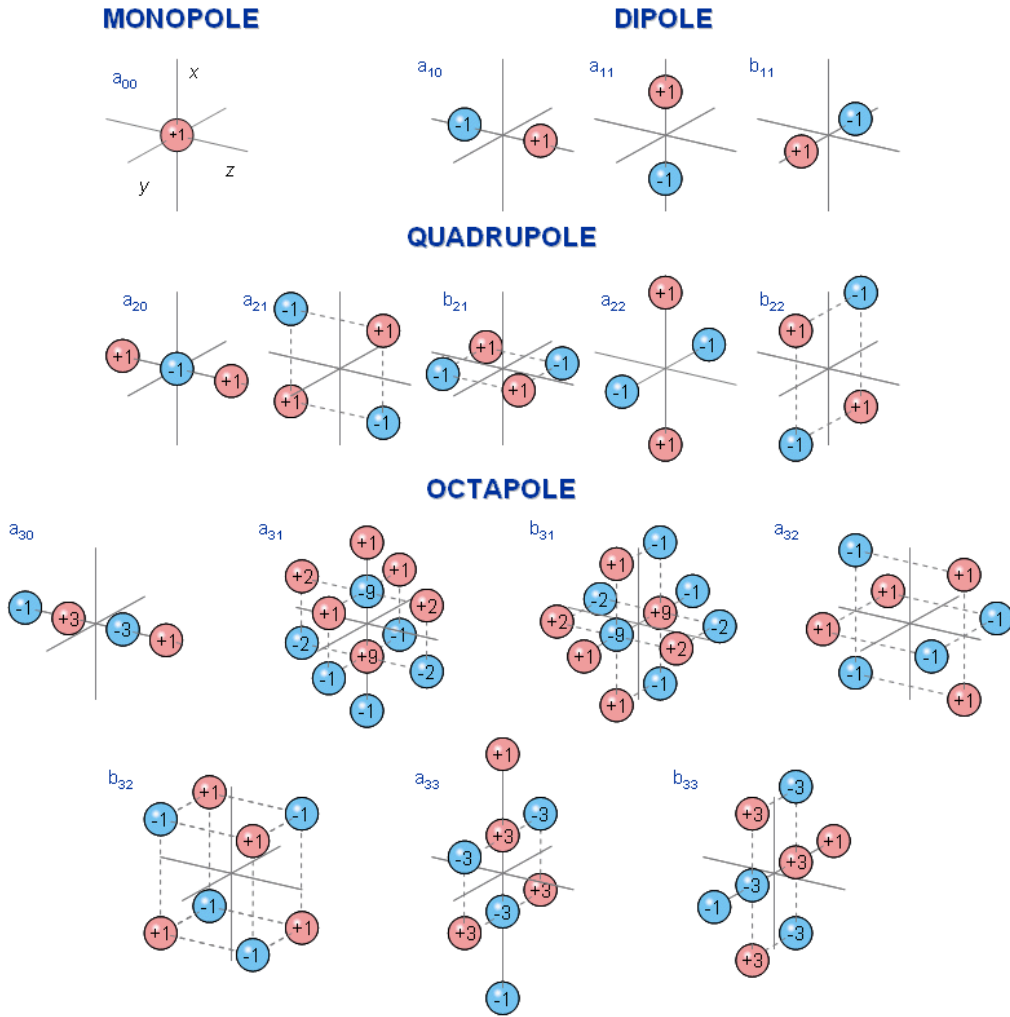 MONOPOLE DIPOLE
a00 x a10 a11 b11
+1 -1 +1 +1 -1 +1 -1
y z
QUADRUPOLE
a20 a21 b21 a22 b22
+1 -1 +1 -1 +1 +1 -1 +1 -1 -1 +1 +1 -1 -1 +1 -1 +1 +1 -1
OCTAPOLE
a30 a31 b31 a32
-1 +3 -3 +1
+1 +2 +1 -9 +2 +1 -1 -2 +9 -2 -1 -1
-1 +1 -1 -2 +9 -2 +2 -9 +1 +2 -1 +1
-1 +1 +1 -1 +1 -1 -1 +1
b32 a33 b33
+1 -1 -1 +1 -1 +1 +1 -1
+1 -3 +3 -3 +3 -3 +3 -1
-3 +3 +1 +3 -3 -1 -3 +3